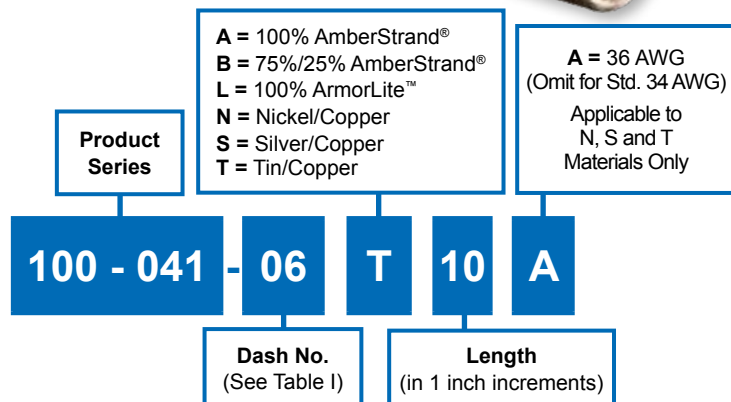 A = 100% AmberStrand®
B = 75%/25% AmberStrand®
L = 100% ArmorLite™
N = Nickel/Copper
S = Silver/Copper
T = Tin/Copper
A = 36 AWG
(Omit for Std. 34 AWG)
Applicable to
N, S and T
Materials Only
Product
Series
100 - 041 - 06 T 10 A
Dash No.
(See Table I)
Length
(in 1 inch increments)